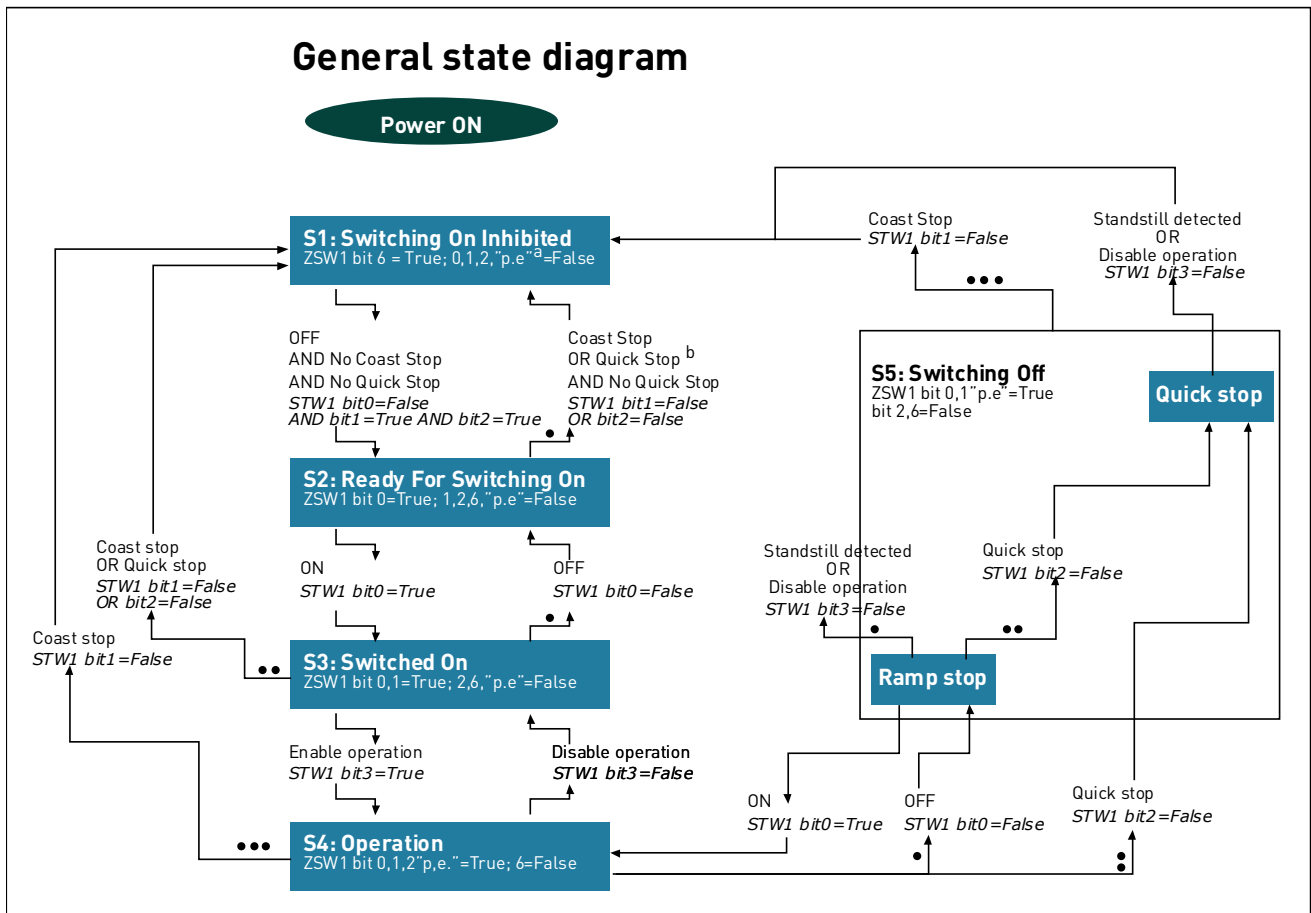 General state diagram
Power ON
S1: Switching On Inhibited
ZSW1 bit 6 = True; 0,1,2,"p.e"a=False
OFF
AND No Coast Stop
AND No Quick Stop
STW1 bit0=False
AND bit1=True AND bit2=True
Coast Stop
OR Quick Stop b
AND No Quick Stop
STW1 bit1=False
OR bit2=False
S2: Ready For Switching On
ZSW1 bit 0=True; 1,2,6,"p.e"=False
ON
STW1 bit0=True
OFF
STW1 bit0=False
S3: Switched On
ZSW1 bit 0,1=True; 2,6,"p.e"=False
Enable operation
STW1 bit3=True
Disable operation
STW1 bit3=False
S4: Operation
ZSW1 bit 0,1,2"p,e."=True; 6=False
Coast stop
OR Quick stop
STW1 bit1=False
OR bit2=False
Coast stop
STW1 bit1=False
Coast Stop
STW1 bit1=False
Standstill detected
OR
Disable operation
STW1 bit3=False
S5: Switching Off
ZSW1 bit 0,1"p.e"=True
bit 2,6=False
Quick stop
Standstill detected
OR
Disable operation
STW1 bit3=False
Quick stop
STW1 bit2=False
Ramp stop
ON
STW1 bit0=True
OFF
STW1 bit0=False
Quick stop
STW1 bit2=False